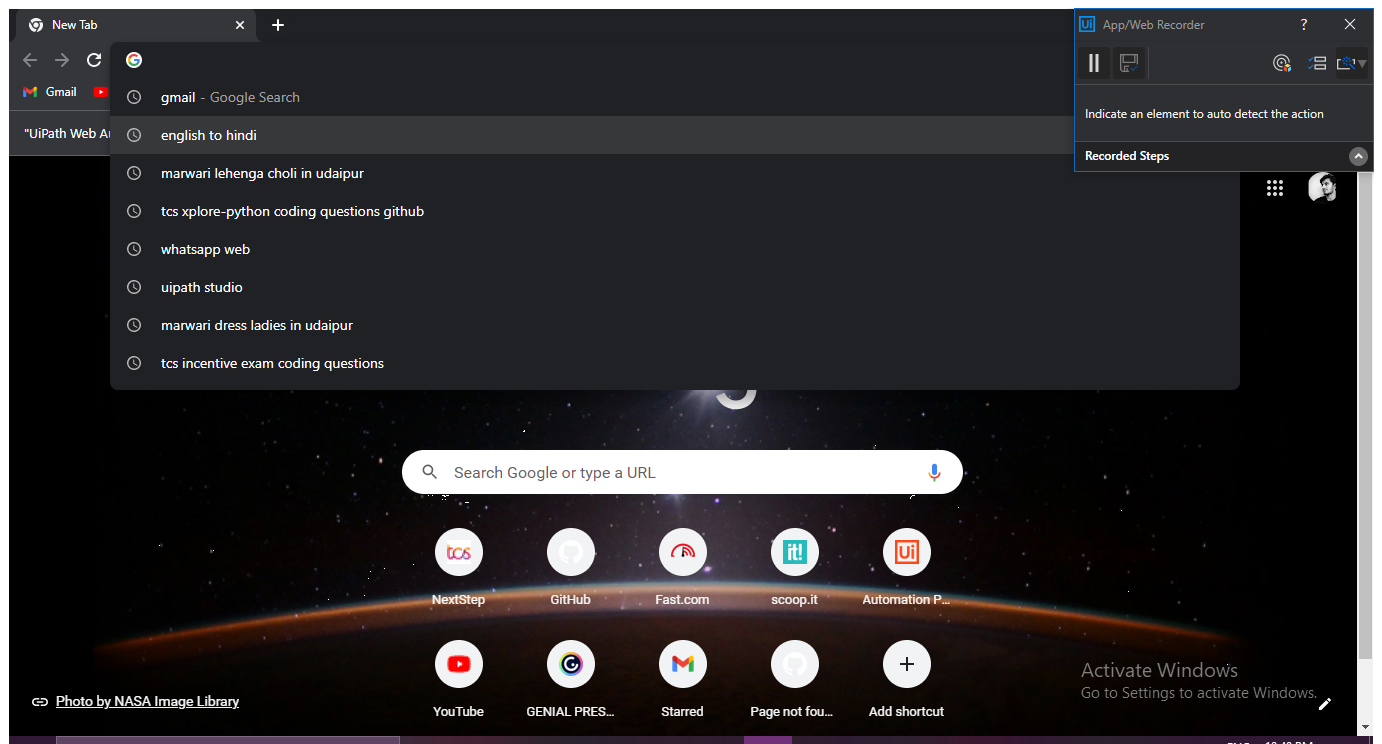 New Tab
App/Web Recorder
?
Gmail
gmail - Google Search
"UiPath Web Au
english to hindi
marwari lehenga choli in udaipur
tcs xplore-python coding questions github
whatsapp web
uipath studio
marwari dress ladies in udaipur
tcs incentive exam coding questions
Indicate an element to auto detect the action
Recorded Steps
Search Google or type a URL
tcs
it!
Ui
NextStep
GitHub
Fast.com
scoop.it
Automation P...
YouTube
GENIAL PRES...
Starred
Page not fou...
Add shortcut
Photo by NASA Image Library
Activate Windows
Go to Settings to activate Windows.